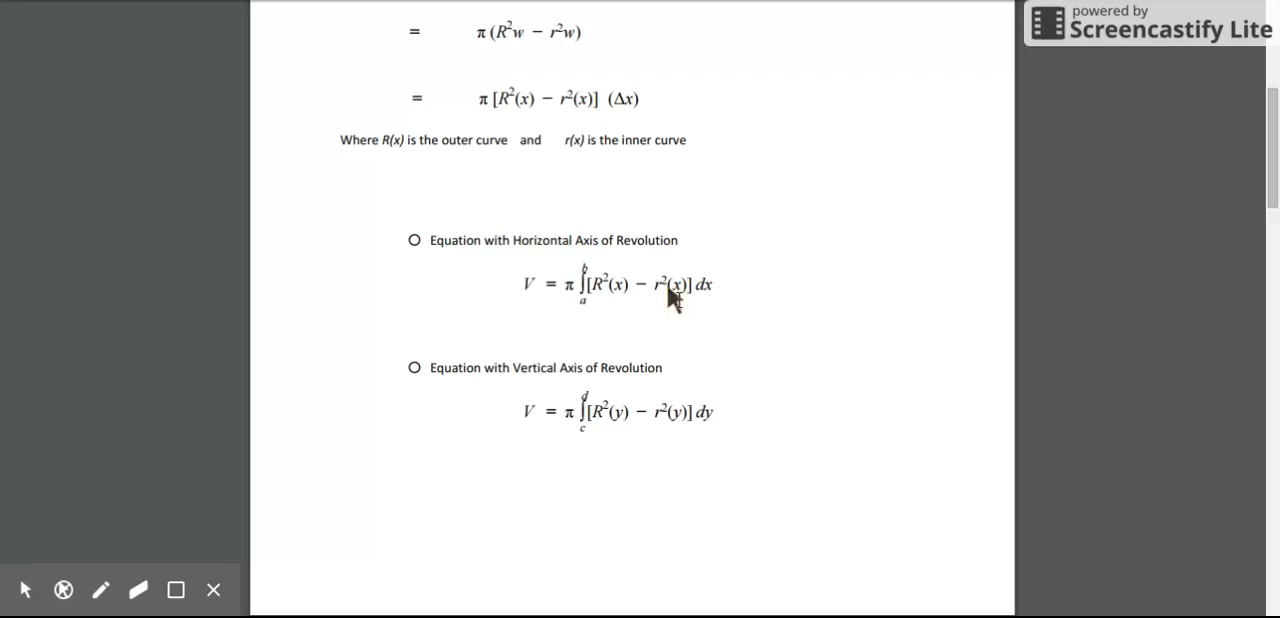 powered by
Screencastify Lite
= π (R²w − r²w)
= π [R²(x) − r²(x)] (Δx)
Where R(x) is the outer curve and r(x) is the inner curve
O Equation with Horizontal Axis of Revolution
V = π ∫ₐᵇ[R²(x) − r²(x)] dx
O Equation with Vertical Axis of Revolution
V = π ∫_c^d[R²(y) − r²(y)] dy